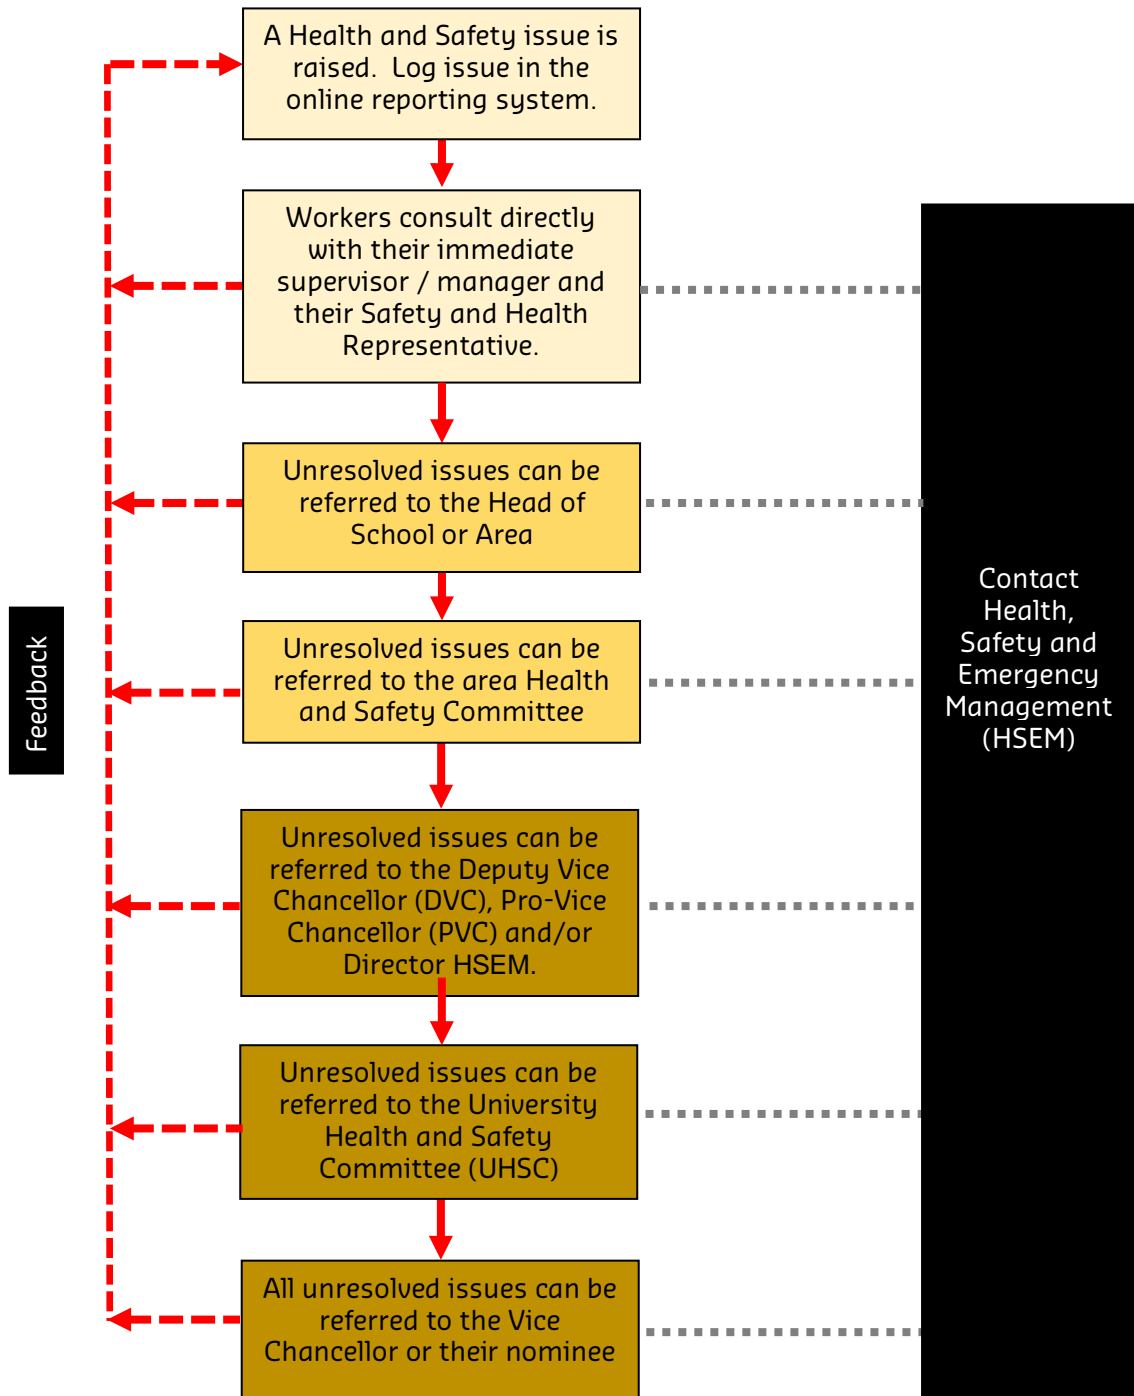 A Health and Safety issue is
raised. Log issue in the
online reporting system.
Workers consult directly
with their immediate
supervisor / manager and
their Safety and Health
Representative.
Unresolved issues can be
referred to the Head of
School or Area
Unresolved issues can be
referred to the area Health
and Safety Committee
Unresolved issues can be
referred to the Deputy Vice
Chancellor (DVC), Pro-Vice
Chancellor (PVC) and/or
Director HSEM.
Unresolved issues can be
referred to the University
Health and Safety
Committee (UHSC)
All unresolved issues can be
referred to the Vice
Chancellor or their nominee
Feedback
Contact
Health,
Safety and
Emergency
Management
(HSEM)